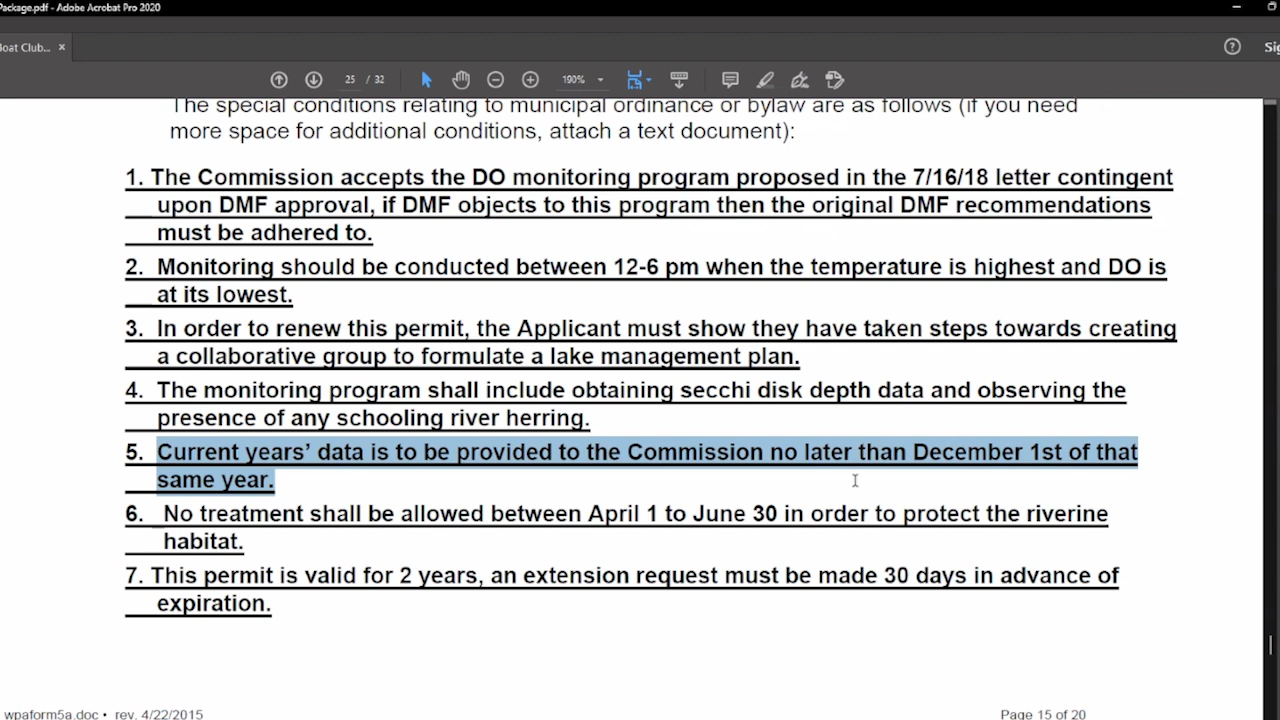 Package.pdf - Adobe Acrobat Pro 2020
Boat Club... ×
25 / 32
190%
The special conditions relating to municipal ordinance or bylaw are as follows (if you need
more space for additional conditions, attach a text document):
1. The Commission accepts the DO monitoring program proposed in the 7/16/18 letter contingent
upon DMF approval, if DMF objects to this program then the original DMF recommendations
must be adhered to.
2. Monitoring should be conducted between 12-6 pm when the temperature is highest and DO is
at its lowest.
3. In order to renew this permit, the Applicant must show they have taken steps towards creating
a collaborative group to formulate a lake management plan.
4. The monitoring program shall include obtaining secchi disk depth data and observing the
presence of any schooling river herring.
5. Current years' data is to be provided to the Commission no later than December 1st of that
same year.
6. No treatment shall be allowed between April 1 to June 30 in order to protect the riverine
habitat.
7. This permit is valid for 2 years, an extension request must be made 30 days in advance of
expiration.
wpaform5a.doc • rev. 4/22/2015
Page 15 of 20